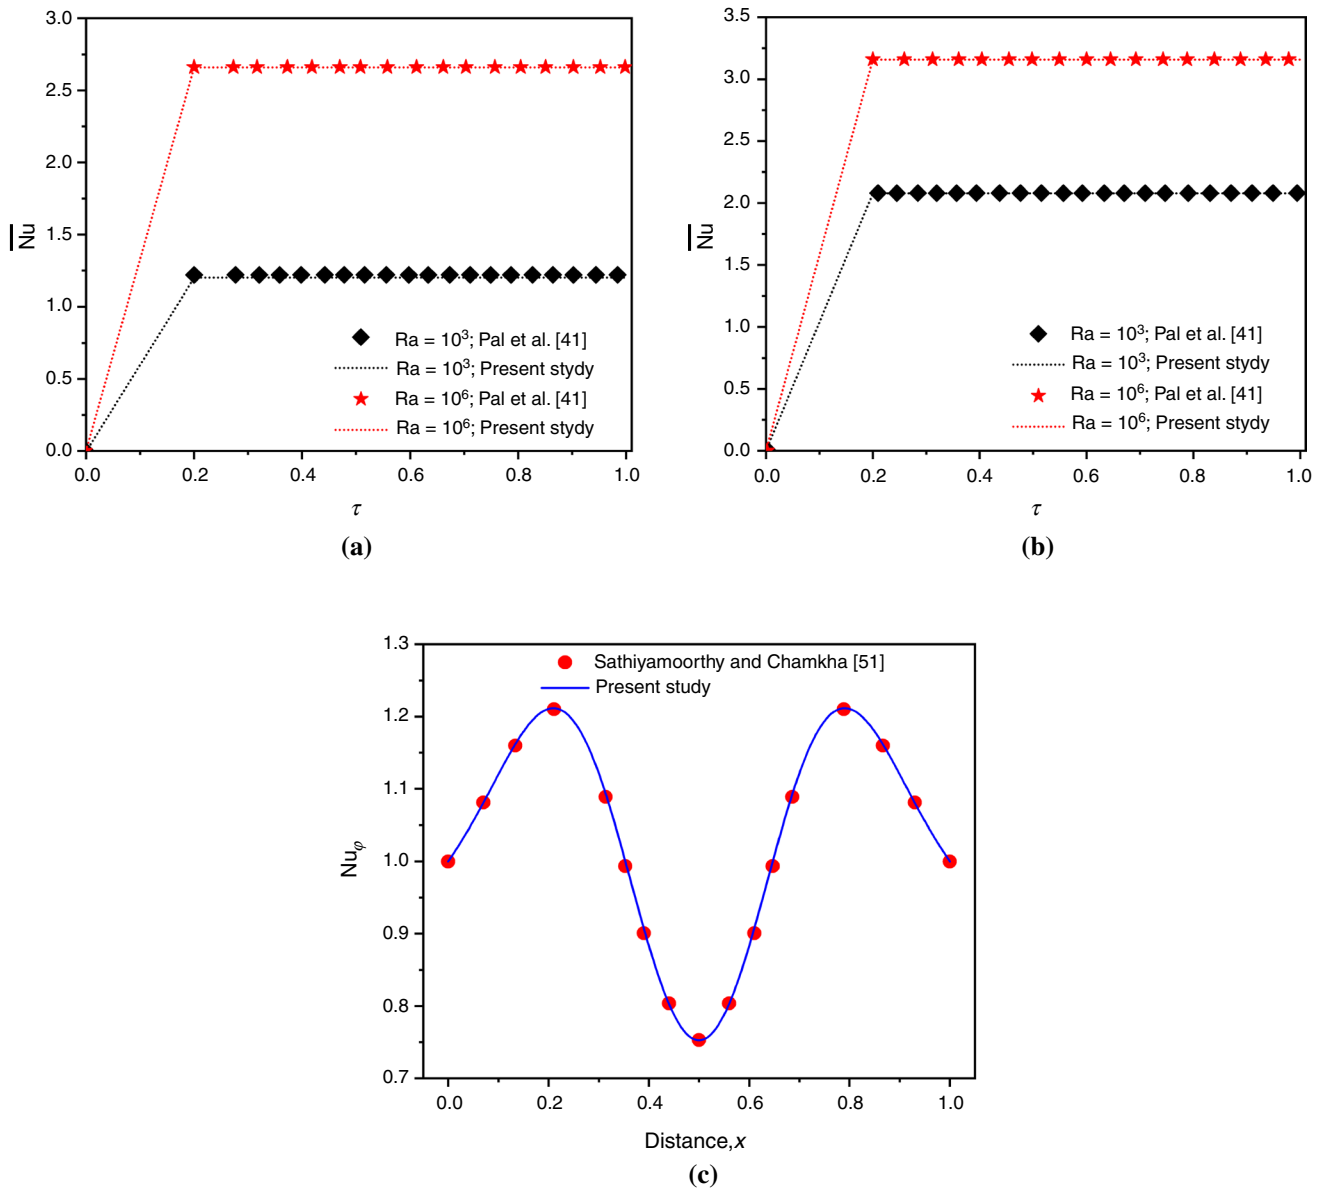 3.0
2.5
2.0
1.5
1.0
0.5
0.0
Nu
Ra = 10³; Pal et al. [41]
Ra = 10³; Present stydy
Ra = 10⁶; Pal et al. [41]
Ra = 10⁶; Present stydy
0.0 0.2 0.4 0.6 0.8 1.0
τ
(a)
3.5
3.0
2.5
2.0
1.5
1.0
0.5
0.0
Nu
Ra = 10³; Pal et al. [41]
Ra = 10³; Present stydy
Ra = 10⁶; Pal et al. [41]
Ra = 10⁶; Present stydy
0.0 0.2 0.4 0.6 0.8 1.0
τ
(b)
1.3
1.2
1.1
1.0
0.9
0.8
0.7
Nuφ
Sathiyamoorthy and Chamkha [51]
Present study
0.0 0.2 0.4 0.6 0.8 1.0
Distance,x
(c)